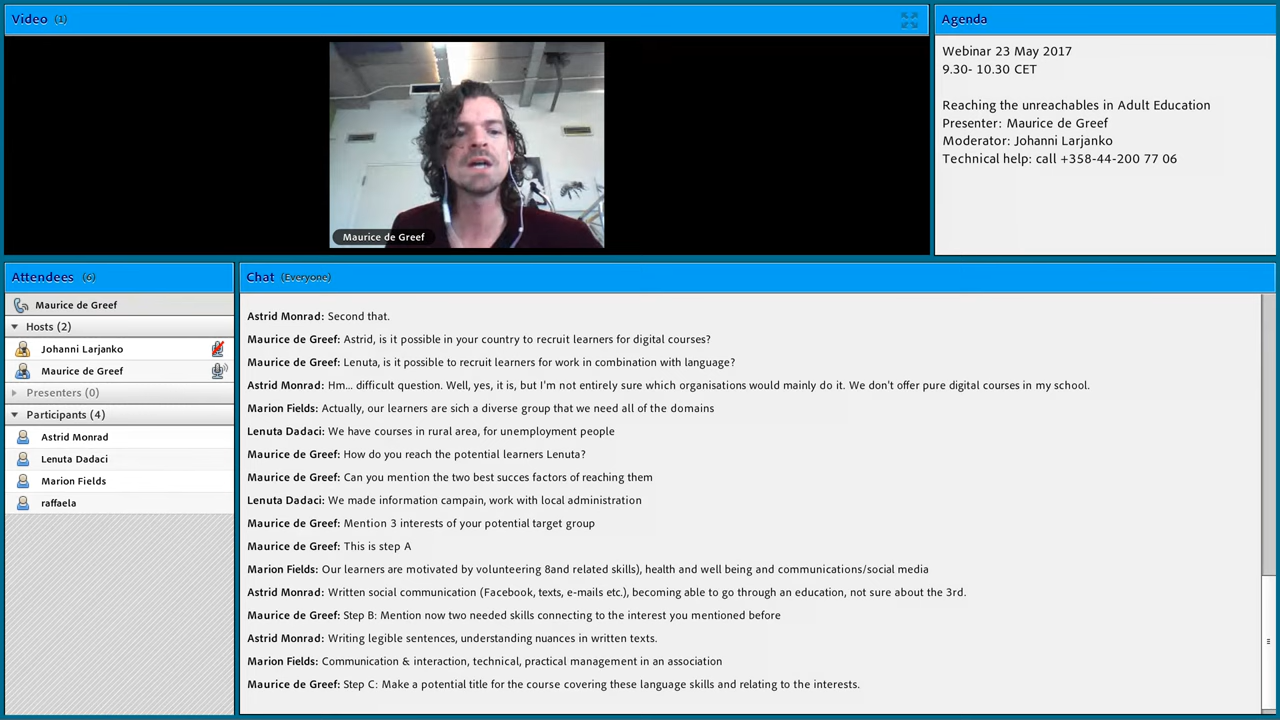 Video (1)
Maurice de Greef
Agenda
Webinar 23 May 2017
9.30- 10.30 CET
Reaching the unreachables in Adult Education
Presenter: Maurice de Greef
Moderator: Johanni Larjanko
Technical help: call +358-44-200 77 06
Attendees (6)
Maurice de Greef
Hosts (2)
Johanni Larjanko
Maurice de Greef
Presenters (0)
Participants (4)
Astrid Monrad
Lenuta Dadaci
Marion Fields
raffaela
Chat (Everyone)
Astrid Monrad: Second that.
Maurice de Greef: Astrid, is it possible in your country to recruit learners for digital courses?
Maurice de Greef: Lenuta, is it possible to recruit learners for work in combination with language?
Astrid Monrad: Hm... difficult question. Well, yes, it is, but I'm not entirely sure which organisations would mainly do it. We don't offer pure digital courses in my school.
Marion Fields: Actually, our learners are sich a diverse group that we need all of the domains
Lenuta Dadaci: We have courses in rural area, for unemployment people
Maurice de Greef: How do you reach the potential learners Lenuta?
Maurice de Greef: Can you mention the two best succes factors of reaching them
Lenuta Dadaci: We made information campain, work with local administration
Maurice de Greef: Mention 3 interests of your potential target group
Maurice de Greef: This is step A
Marion Fields: Our learners are motivated by volunteering 8and related skills), health and well being and communications/social media
Astrid Monrad: Written social communication (Facebook, texts, e-mails etc.), becoming able to go through an education, not sure about the 3rd.
Maurice de Greef: Step B: Mention now two needed skills connecting to the interest you mentioned before
Astrid Monrad: Writing legible sentences, understanding nuances in written texts.
Marion Fields: Communication & interaction, technical, practical management in an association
Maurice de Greef: Step C: Make a potential title for the course covering these language skills and relating to the interests.